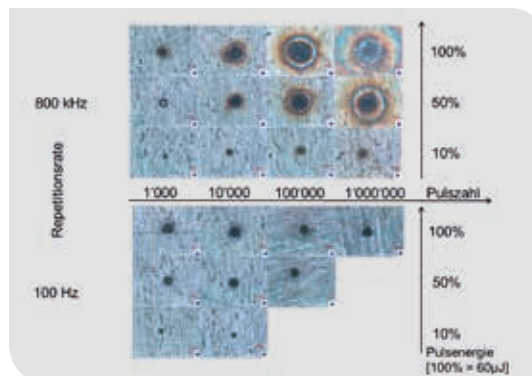 100%
800 kHz
50%
10%
Repetitionsrate
1'000
10'000
100'000
1'000'000
Pulszahl
100%
100 Hz
50%
10%
Pulsenergie
[100% = 60µJ]